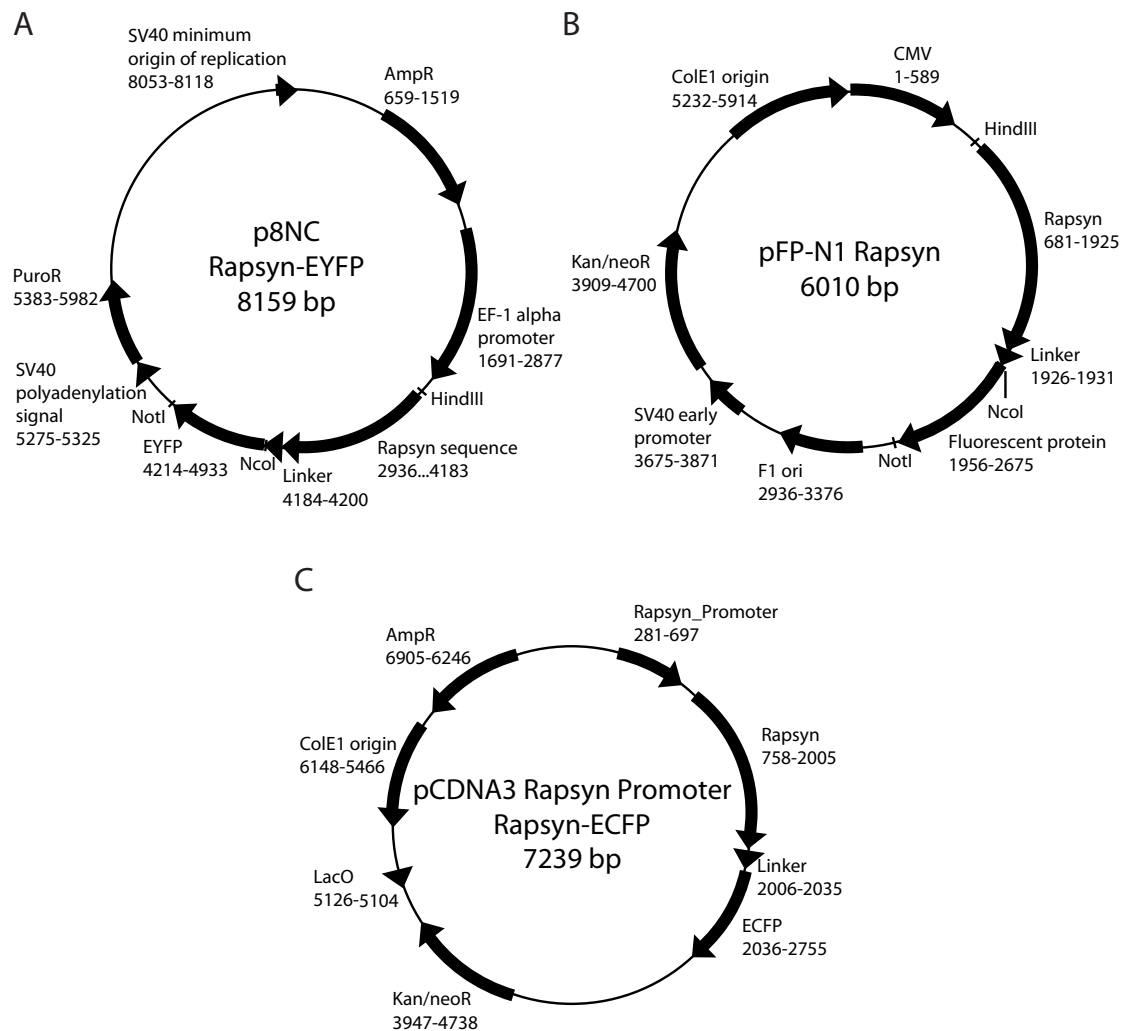 A
SV40 minimum
origin of replication
8053-8118
AmpR
659-1519
p8NC
Rapsyn-EYFP
8159 bp
EF-1 alpha
promoter
1691-2877
HindIII
Rapsyn sequence
2936...4183
Linker
4184-4200
NcoI
EYFP
4214-4933
NotI
SV40
polyadenylation
signal
5275-5325
PuroR
5383-5982
B
ColE1 origin
5232-5914
CMV
1-589
HindIII
Rapsyn
681-1925
pFP-N1 Rapsyn
6010 bp
Linker
1926-1931
NcoI
Fluorescent protein
1956-2675
NotI
F1 ori
2936-3376
SV40 early
promoter
3675-3871
Kan/neoR
3909-4700
C
Rapsyn_Promoter
281-697
AmpR
6905-6246
Rapsyn
758-2005
ColE1 origin
6148-5466
pCDNA3 Rapsyn Promoter
Rapsyn-ECFP
7239 bp
Linker
2006-2035
ECFP
2036-2755
LacO
5126-5104
Kan/neoR
3947-4738